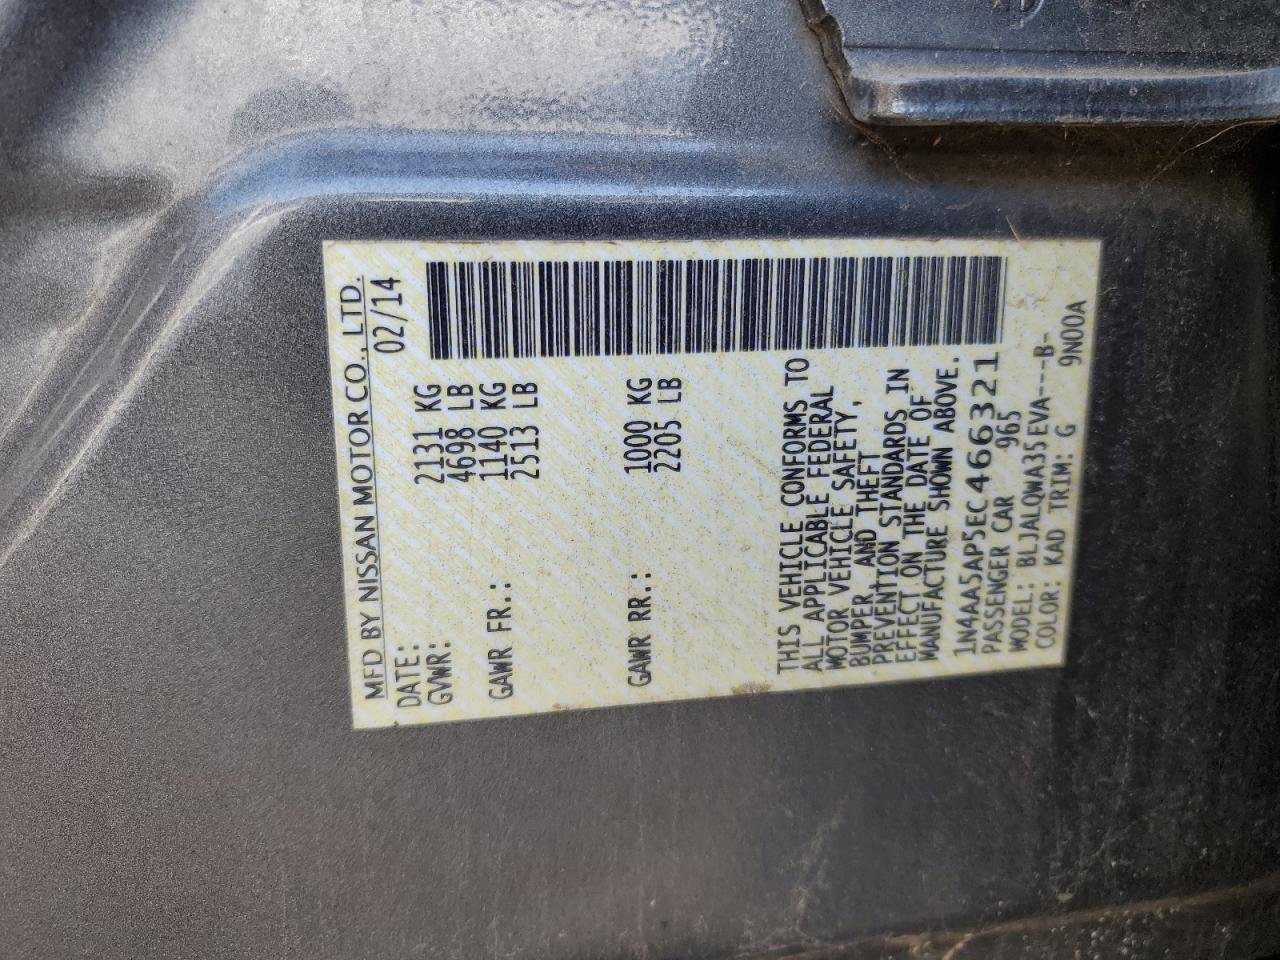 MFD BY NISSAN MOTOR CO., LTD.
DATE: 02/14
GVWR: 2131 KG
4698 LB
GAWR FR.: 1140 KG
2513 LB
GAWR RR.: 1000 KG
2205 LB
THIS VEHICLE CONFORMS TO
ALL APPLICABLE FEDERAL
MOTOR VEHICLE SAFETY,
BUMPER, AND THEFT
PREVENTION STANDARDS IN
EFFECT ON THE DATE OF
MANUFACTURE SHOWN ABOVE.
1N4AA5AP5EC466321
PASSENGER CAR 965
MODEL: BLJALQWA35EVA---B-
COLOR: KAD TRIM: G 9N00A